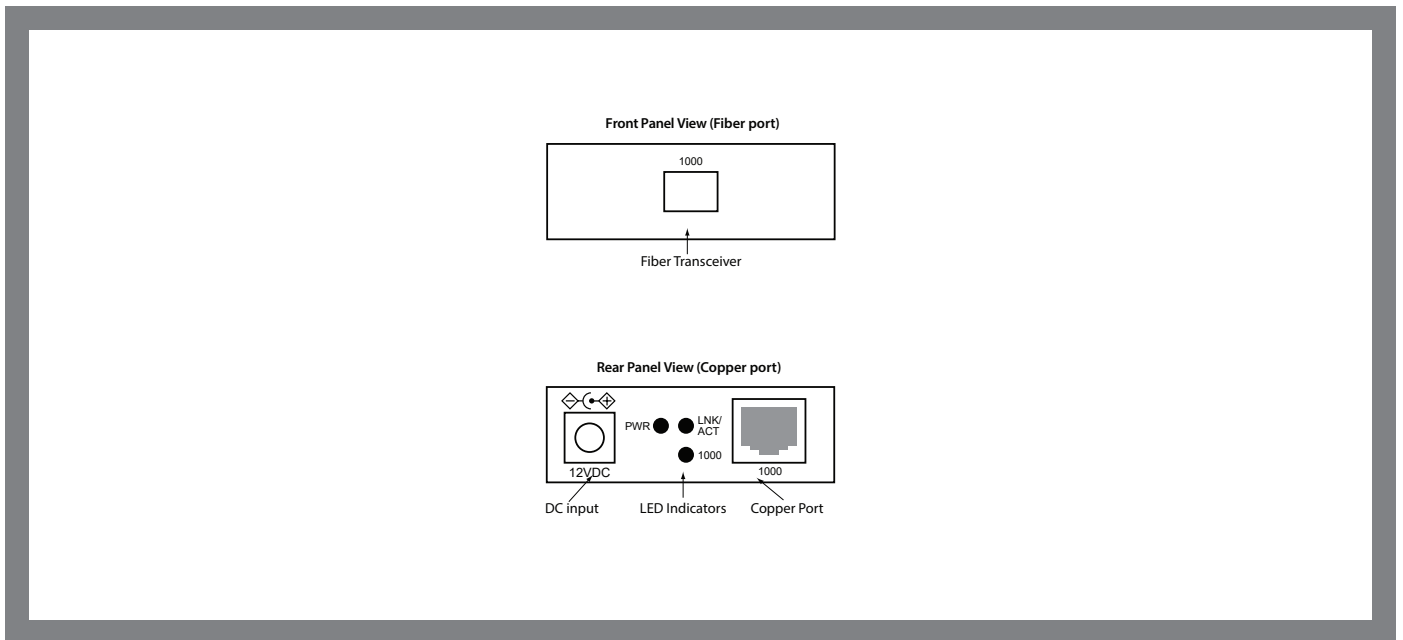 Front Panel View (Fiber port)
1000
Fiber Transceiver
Rear Panel View (Copper port)
PWR
LNK/
ACT
1000
12VDC
1000
DC input
LED Indicators
Copper Port